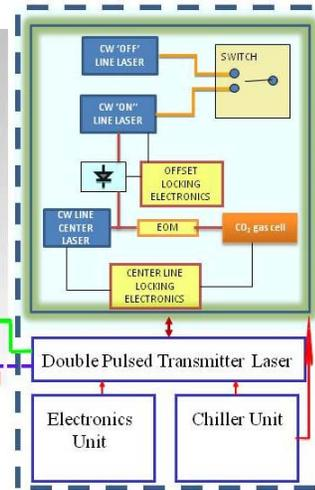 CW 'OFF'
LINE LASER
SWITCH
CW 'ON"
LINE LASER
OFFSET
LOCKING
ELECTRONICS
CW LINE
CENTER
LASER
EOM
CO₂ gas cell
CENTER LINE
LOCKING
ELECTRONICS
Double Pulsed Transmitter Laser
Electronics
Unit
Chiller Unit